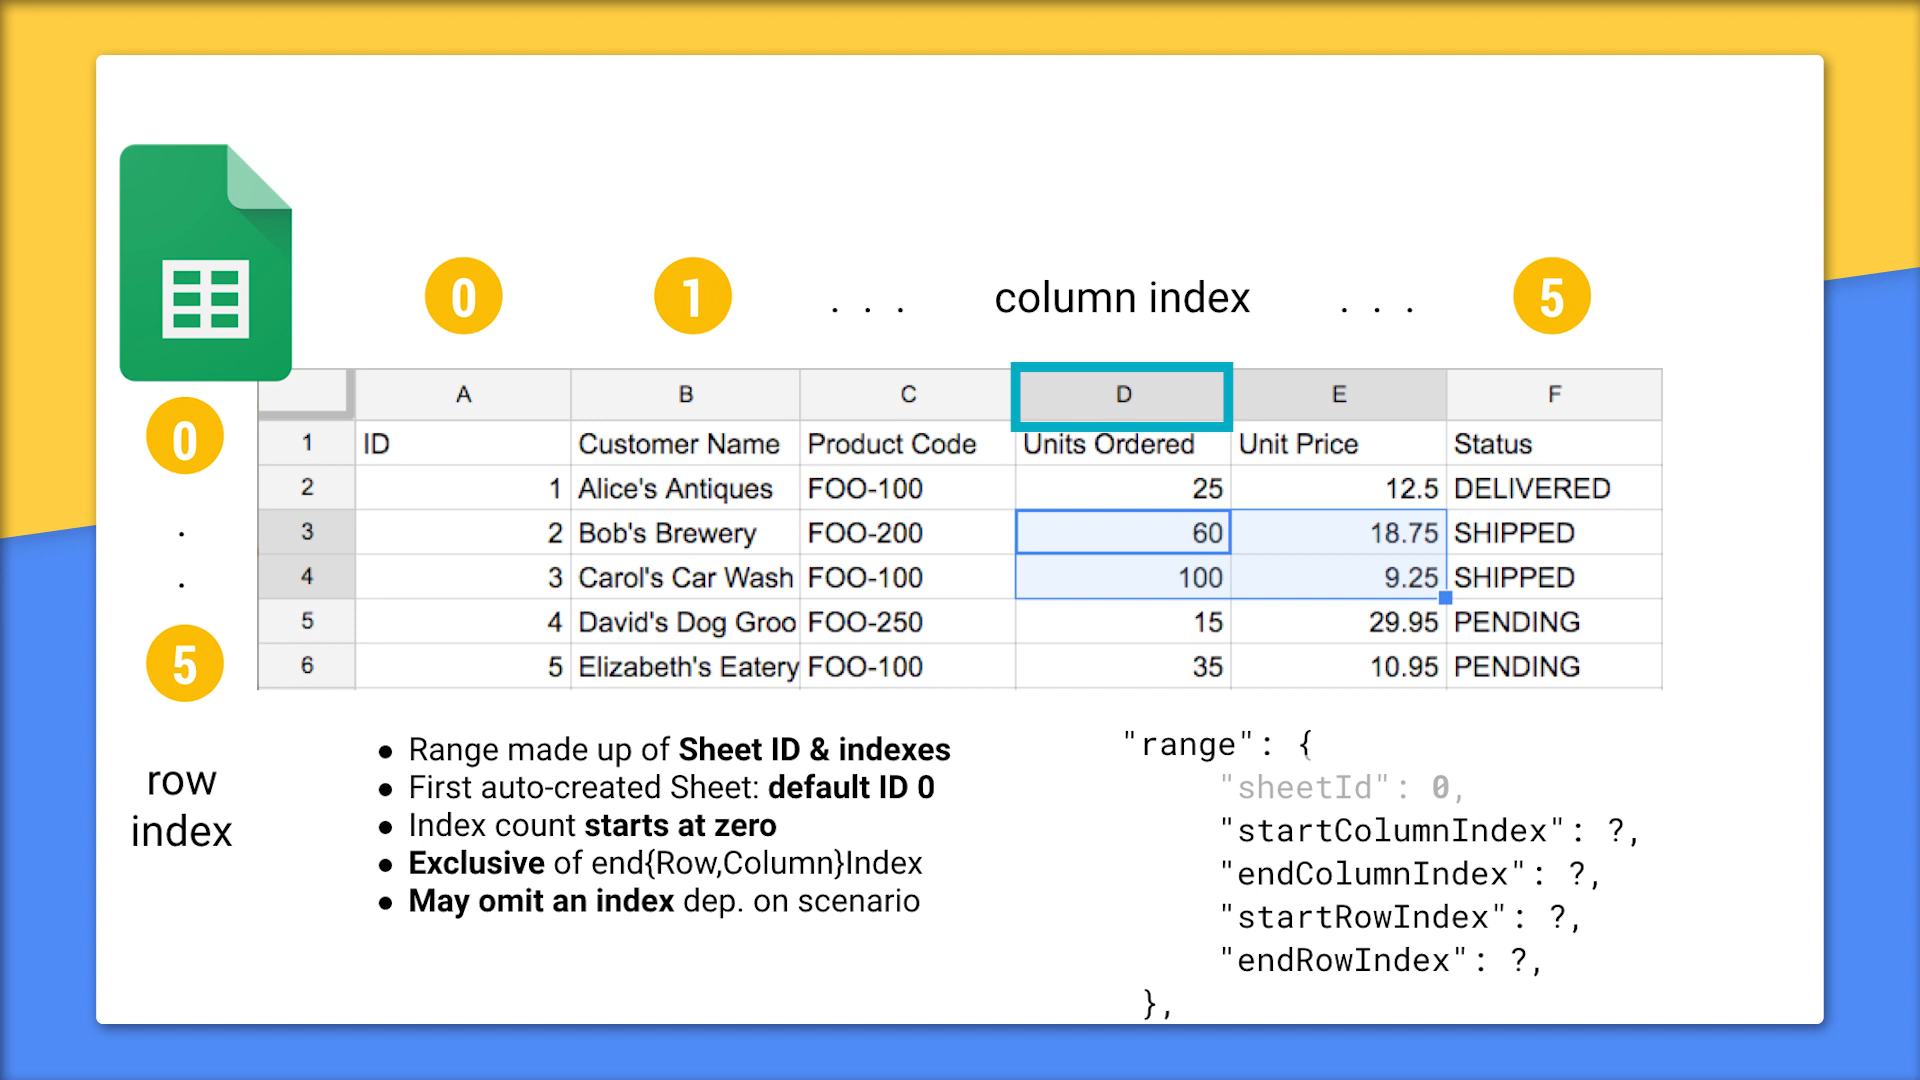 0 1 . . . column index . . . 5
A B C D E F
0
1 ID Customer Name Product Code Units Ordered Unit Price Status
2 1 Alice's Antiques FOO-100 25 12.5 DELIVERED
.
3 2 Bob's Brewery FOO-200 60 18.75 SHIPPED
.
4 3 Carol's Car Wash FOO-100 100 9.25 SHIPPED
5 4 David's Dog Groo FOO-250 15 29.95 PENDING
5
6 5 Elizabeth's Eatery FOO-100 35 10.95 PENDING
row
index
● Range made up of Sheet ID & indexes
● First auto-created Sheet: default ID 0
● Index count starts at zero
● Exclusive of end{Row,Column}Index
● May omit an index dep. on scenario
"range": {
"sheetId": 0,
"startColumnIndex": ?,
"endColumnIndex": ?,
"startRowIndex": ?,
"endRowIndex": ?,
},